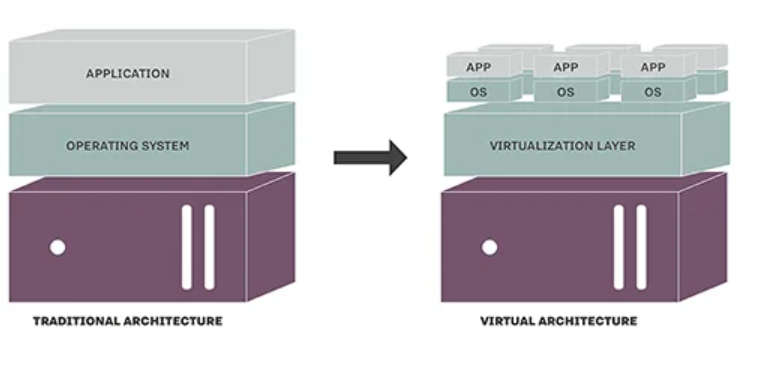 APPLICATION
OPERATING SYSTEM
TRADITIONAL ARCHITECTURE
APP APP APP
OS OS OS
VIRTUALIZATION LAYER
VIRTUAL ARCHITECTURE